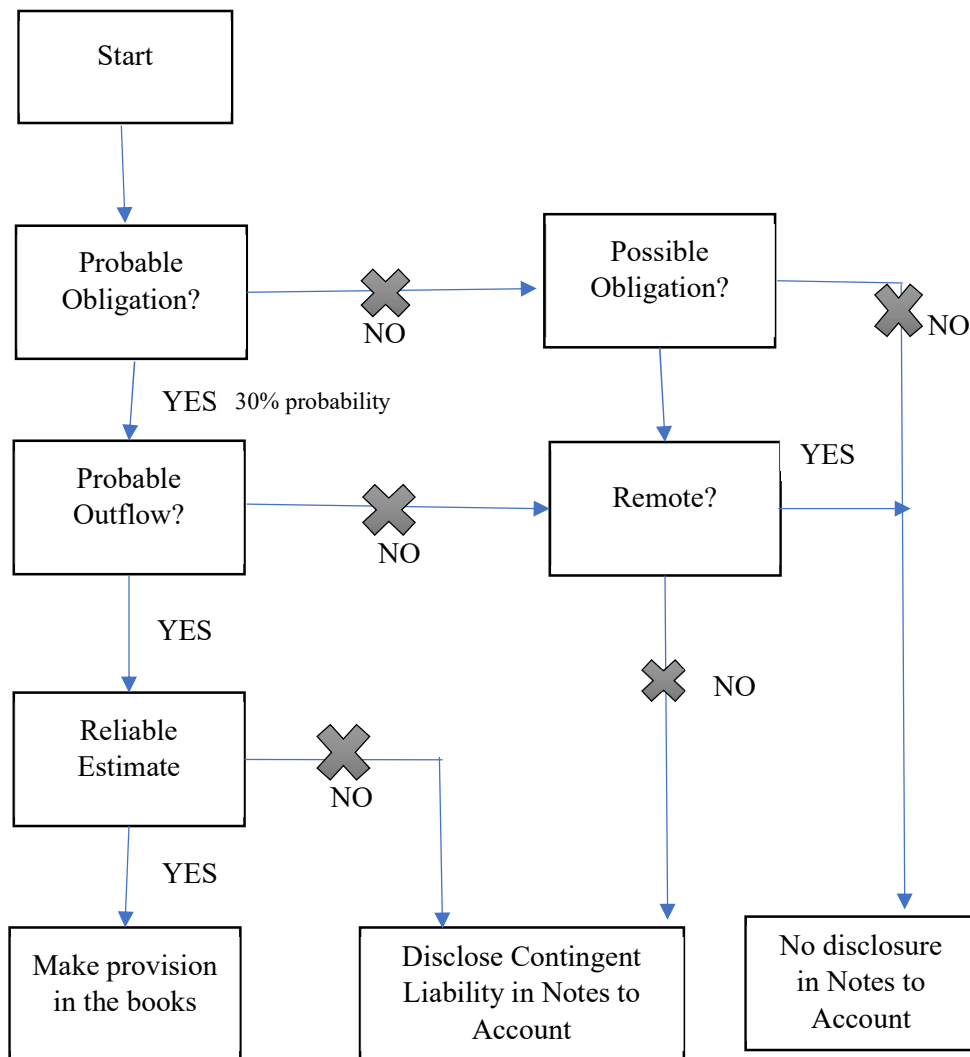 Start
Probable
Obligation?
NO
Possible
Obligation?
NO
YES 30% probability
Probable
Outflow?
NO
Remote?
YES
YES
NO
Reliable
Estimate
NO
YES
Make provision
in the books
Disclose Contingent
Liability in Notes to
Account
No disclosure
in Notes to
Account